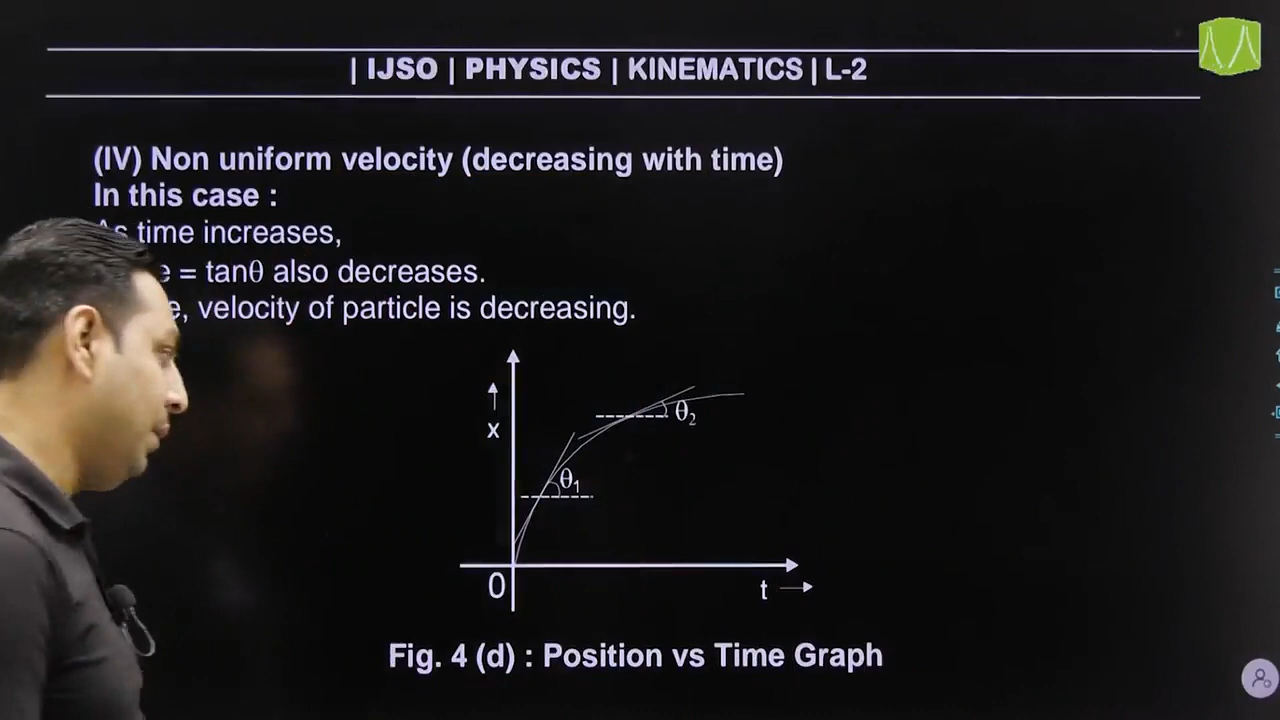 | IJSO | PHYSICS | KINEMATICS | L-2
(IV) Non uniform velocity (decreasing with time)
In this case :
As time increases,
= tanθ also decreases.
, velocity of particle is decreasing.
x
θ₂
θ₁
0
t
Fig. 4 (d) : Position vs Time Graph